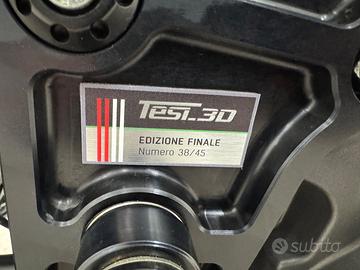 TESI_3D
EDIZIONE FINALE
Numero 38/45
subito